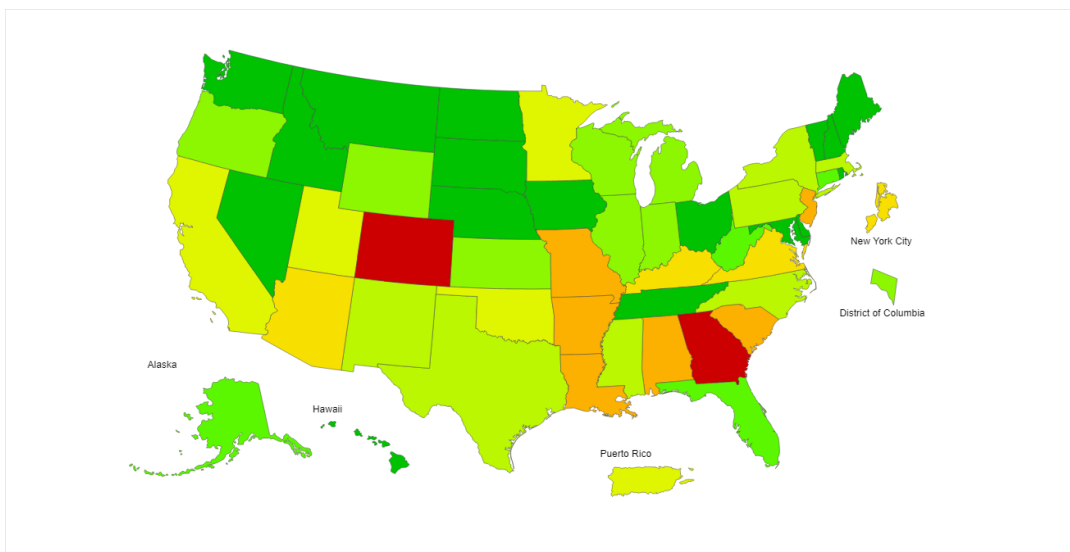 New York City
District of Columbia
Alaska
Hawaii
Puerto Rico